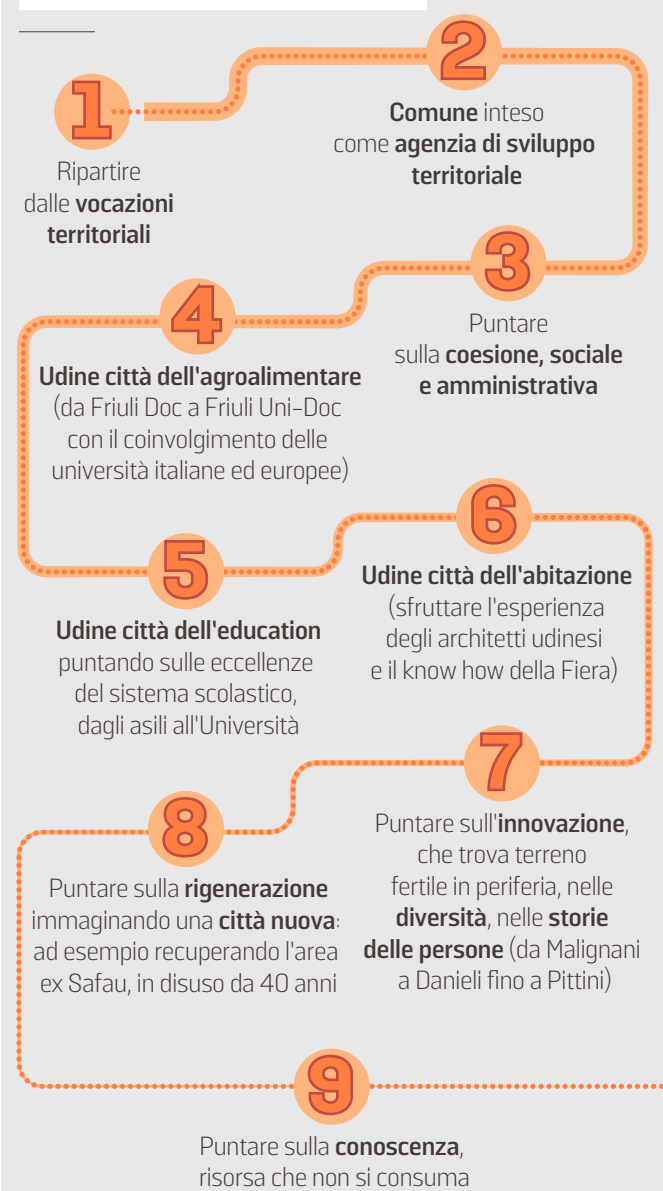 1
Ripartire
dalle vocazioni
territoriali
2
Comune inteso
come agenzia di sviluppo
territoriale
3
Puntare
sulla coesione, sociale
e amministrativa
4
Udine città dell'agroalimentare
(da Friuli Doc a Friuli Uni-Doc
con il coinvolgimento delle
università italiane ed europee)
5
Udine città dell'education
puntando sulle eccellenze
del sistema scolastico,
dagli asili all'Università
6
Udine città dell'abitazione
(sfruttare l'esperienza
degli architetti udinesi
e il know how della Fiera)
7
Puntare sull'innovazione,
che trova terreno
fertile in periferia, nelle
diversità, nelle storie
delle persone (da Malignani
a Danieli fino a Pittini)
8
Puntare sulla rigenerazione
immaginando una città nuova:
ad esempio recuperando l'area
ex Safau, in disuso da 40 anni
9
Puntare sulla conoscenza,
risorsa che non si consuma